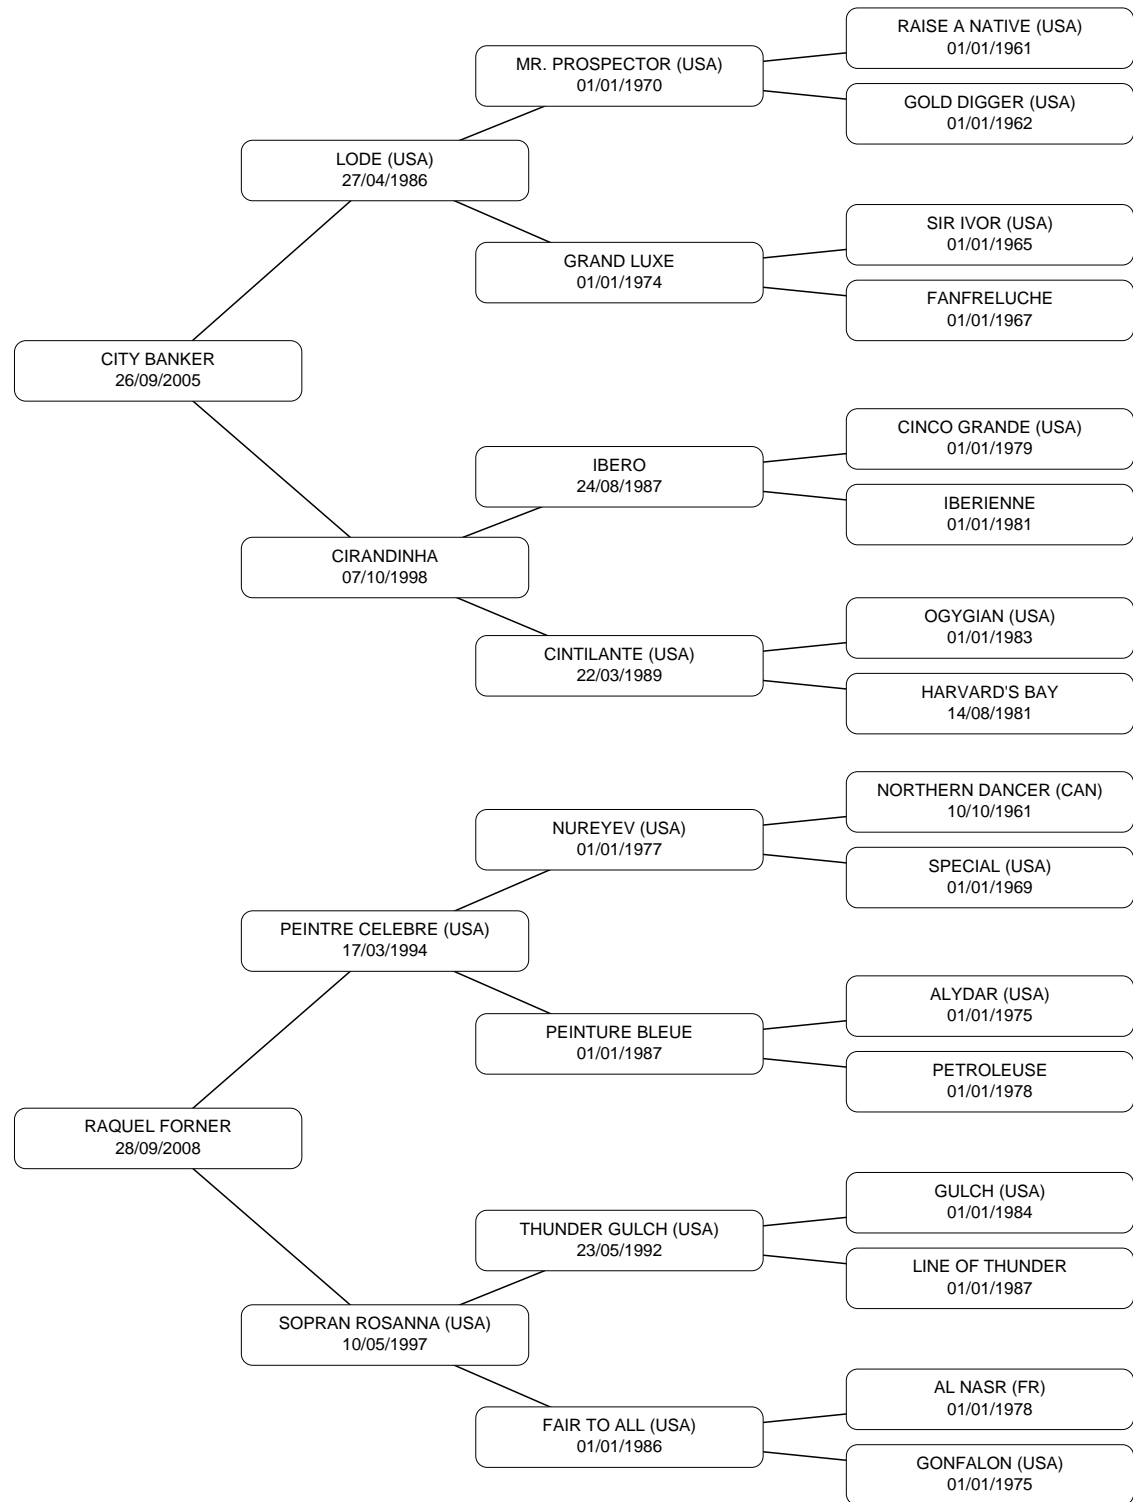 RAISE A NATIVE (USA)
01/01/1961
MR. PROSPECTOR (USA)
01/01/1970
GOLD DIGGER (USA)
01/01/1962
LODE (USA)
27/04/1986
SIR IVOR (USA)
01/01/1965
GRAND LUXE
01/01/1974
FANFRELUCHE
01/01/1967
CITY BANKER
26/09/2005
CINCO GRANDE (USA)
01/01/1979
IBERO
24/08/1987
IBERIENNE
01/01/1981
CIRANDINHA
07/10/1998
OGYGIAN (USA)
01/01/1983
CINTILANTE (USA)
22/03/1989
HARVARD'S BAY
14/08/1981
NORTHERN DANCER (CAN)
10/10/1961
NUREYEV (USA)
01/01/1977
SPECIAL (USA)
01/01/1969
PEINTRE CELEBRE (USA)
17/03/1994
ALYDAR (USA)
01/01/1975
PEINTURE BLEUE
01/01/1987
PETROLEUSE
01/01/1978
RAQUEL FORNER
28/09/2008
GULCH (USA)
01/01/1984
THUNDER GULCH (USA)
23/05/1992
LINE OF THUNDER
01/01/1987
SOPRAN ROSANNA (USA)
10/05/1997
AL NASR (FR)
01/01/1978
FAIR TO ALL (USA)
01/01/1986
GONFALON (USA)
01/01/1975